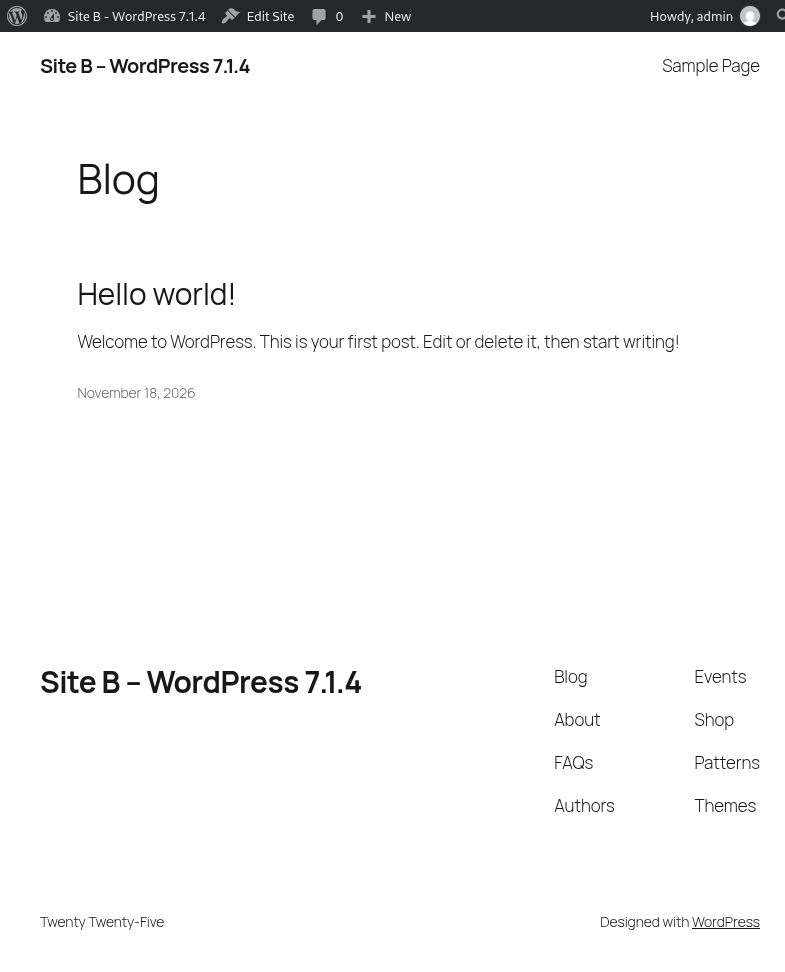 Site B - WordPress 7.1.4 Edit Site 0 New Howdy, admin
Site B – WordPress 7.1.4 Sample Page
Blog
Hello world!
Welcome to WordPress. This is your first post. Edit or delete it, then start writing!
November 18, 2026
Site B – WordPress 7.1.4
Blog Events
About Shop
FAQs Patterns
Authors Themes
Twenty Twenty-Five Designed with WordPress